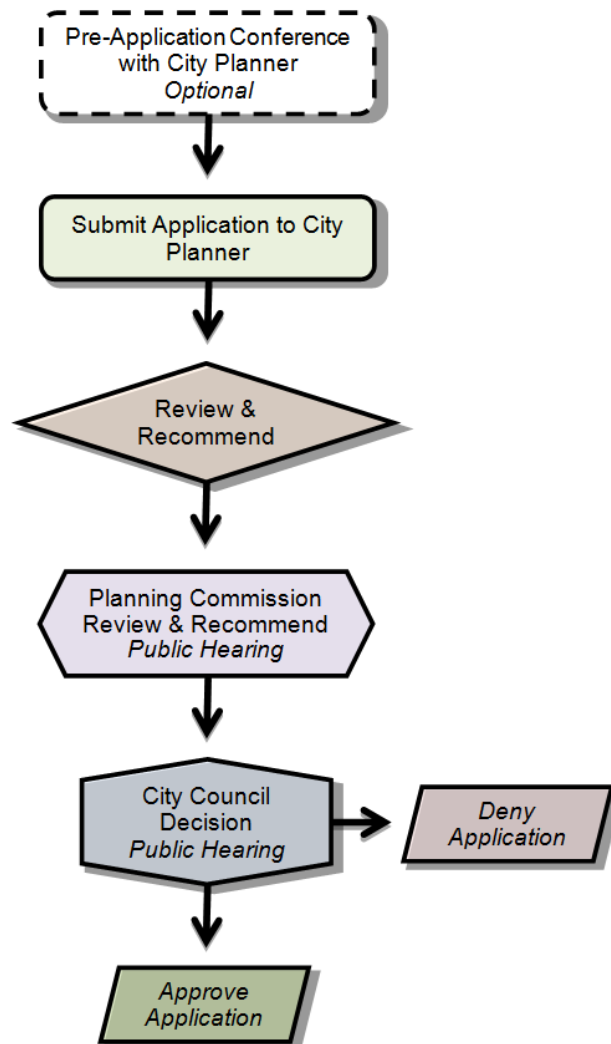 Pre-Application Conference
with City Planner
Optional
Submit Application to City
Planner
Review &
Recommend
Planning Commission
Review & Recommend
Public Hearing
City Council
Decision
Public Hearing
Deny
Application
Approve
Application